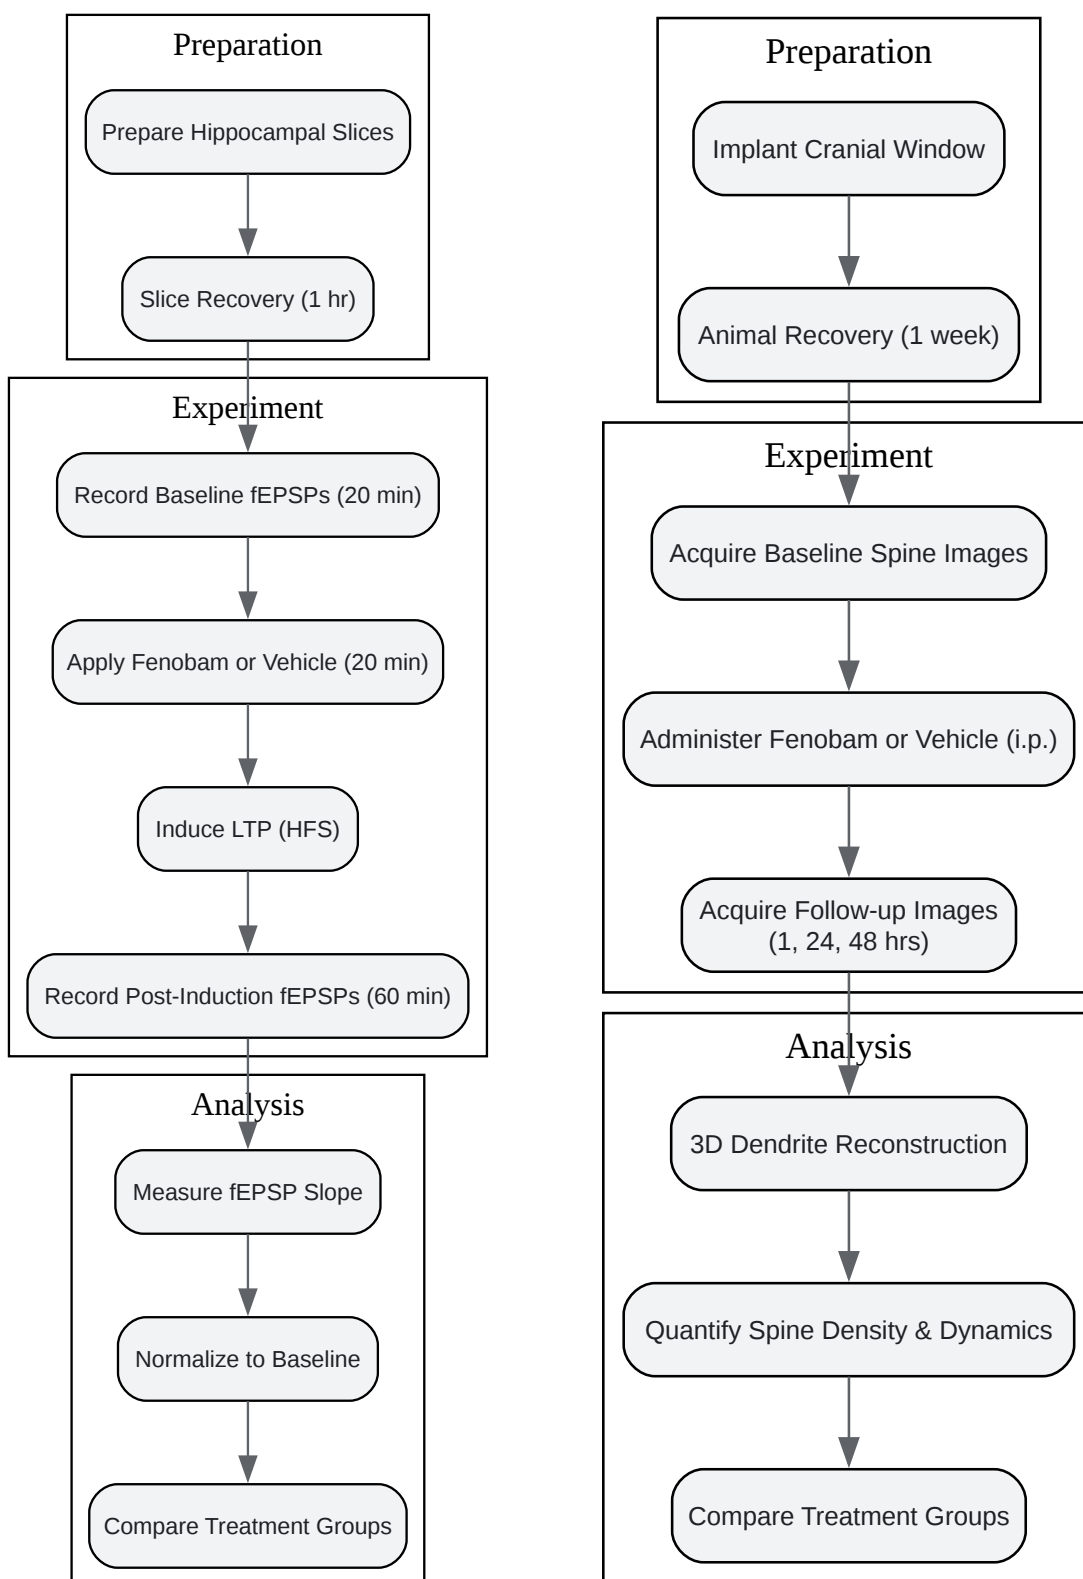 Preparation
Prepare Hippocampal Slices
Slice Recovery (1 hr)
Experiment
Record Baseline fEPSPs (20 min)
Apply Fenobam or Vehicle (20 min)
Induce LTP (HFS)
Record Post-Induction fEPSPs (60 min)
Analysis
Measure fEPSP Slope
Normalize to Baseline
Compare Treatment Groups
Preparation
Implant Cranial Window
Animal Recovery (1 week)
Experiment
Acquire Baseline Spine Images
Administer Fenobam or Vehicle (i.p.)
Acquire Follow-up Images
(1, 24, 48 hrs)
Analysis
3D Dendrite Reconstruction
Quantify Spine Density & Dynamics
Compare Treatment Groups